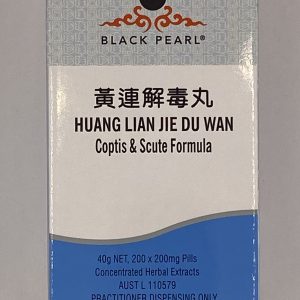 BLACK PEARL®
黃連解毒丸
HUANG LIAN JIE DU WAN
Coptis & Scute Formula
40g NET, 200 x 200mg Pills
Concentrated Herbal Extracts
AUST L 110579
PRACTITIONER DISPENSING ONLY